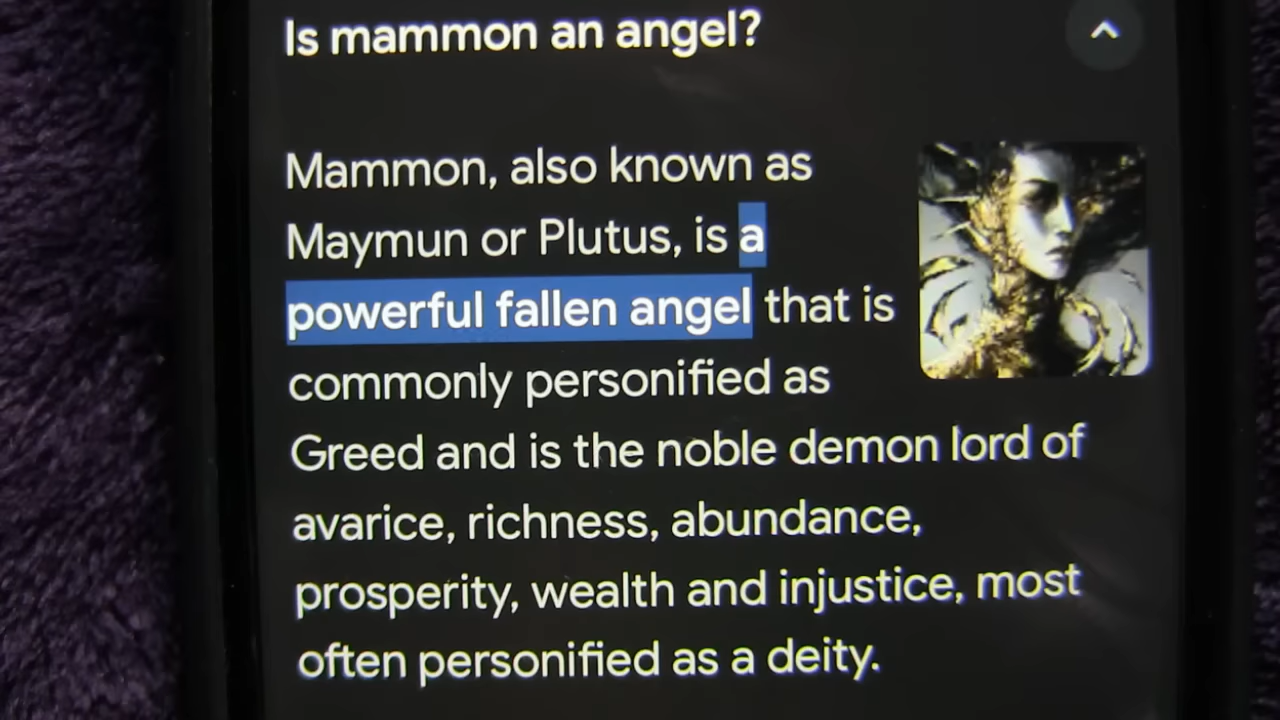 Is mammon an angel?
Mammon, also known as
Maymun or Plutus, is a
powerful fallen angel that is
commonly personified as
Greed and is the noble demon lord of
avarice, richness, abundance,
prosperity, wealth and injustice, most
often personified as a deity.